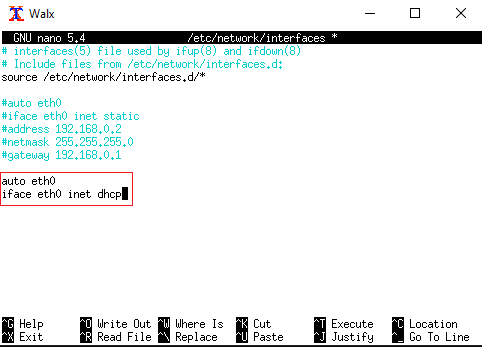 Walx
GNU nano 5.4 /etc/network/interfaces *
# interfaces(5) file used by ifup(8) and ifdown(8)
# Include files from /etc/network/interfaces.d:
source /etc/network/interfaces.d/*
#auto eth0
#iface eth0 inet static
#address 192.168.0.2
#netmask 255.255.255.0
#gateway 192.168.0.1
auto eth0
iface eth0 inet dhcp
^G Help ^O Write Out ^W Where Is ^K Cut ^T Execute ^C Location
^X Exit ^R Read File ^\ Replace ^U Paste ^J Justify ^_ Go To Line